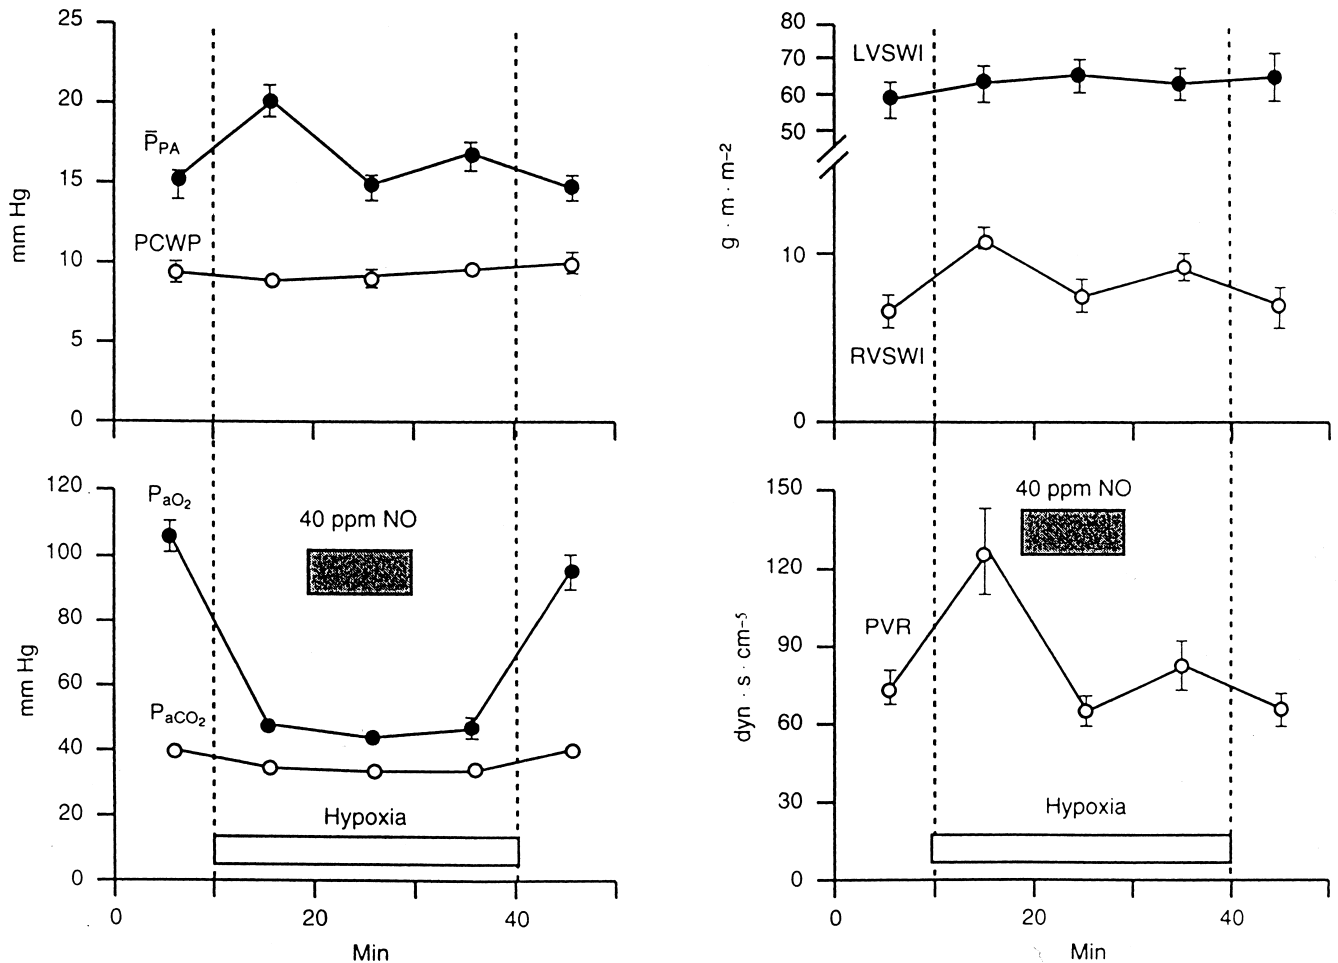 25
20
15
10
5
0
mm Hg
P̄PA
PCWP
80
70
60
50
10
0
g · m · m-2
LVSWI
RVSWI
120
100
80
60
40
20
0
mm Hg
PaO2
PaCO2
40 ppm NO
Hypoxia
0 20 40
Min
150
120
90
60
30
0
dyn · s · cm-5
PVR
40 ppm NO
Hypoxia
0 20 40
Min